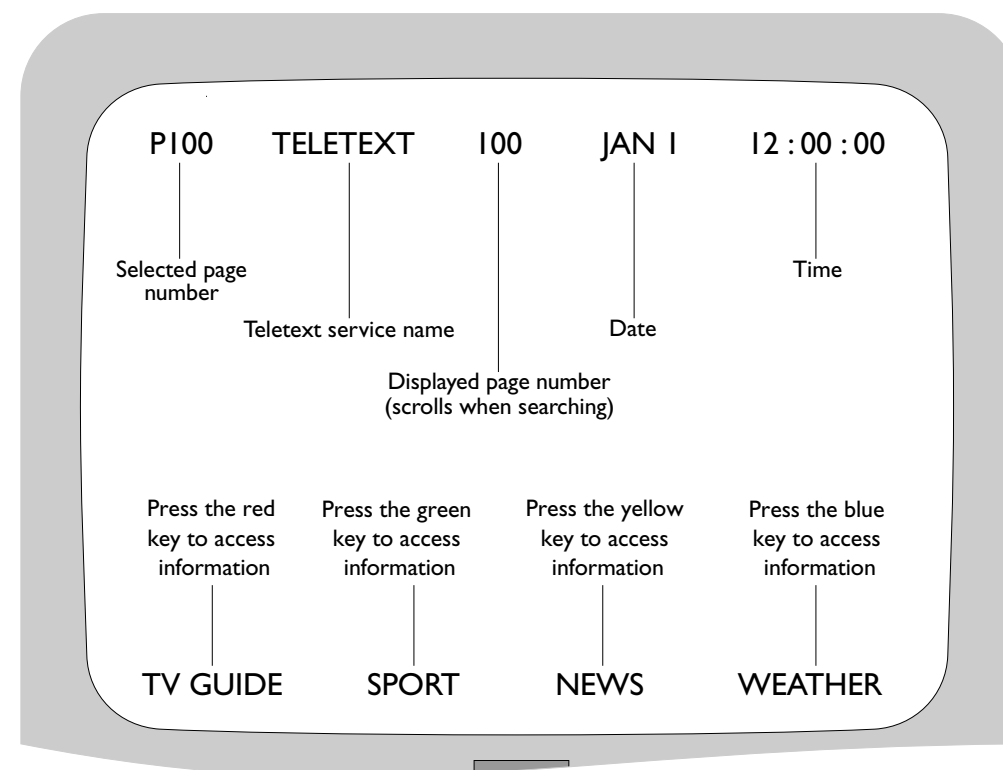 P100 TELETEXT 100 JAN 1 12 : 00 : 00
Selected page
number
Time
Teletext service name
Date
Displayed page number
(scrolls when searching)
Press the red
key to access
information
Press the green
key to access
information
Press the yellow
key to access
information
Press the blue
key to access
information
TV GUIDE SPORT NEWS WEATHER